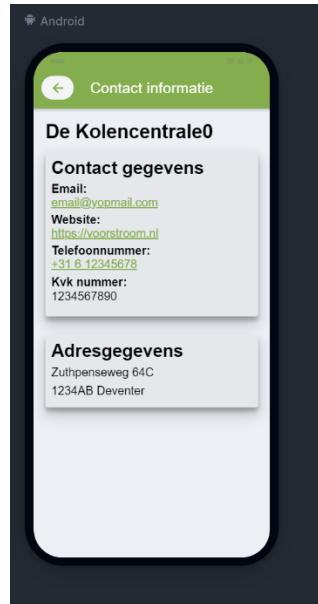 Android
Contact informatie
De Kolencentrale0
Contact gegevens
Email:
email@yopmail.com
Website:
https://voorstroom.nl
Telefoonnummer:
+31 6 12345678
Kvk nummer:
1234567890
Adresgegevens
Zuthpenseweg 64C
1234AB Deventer